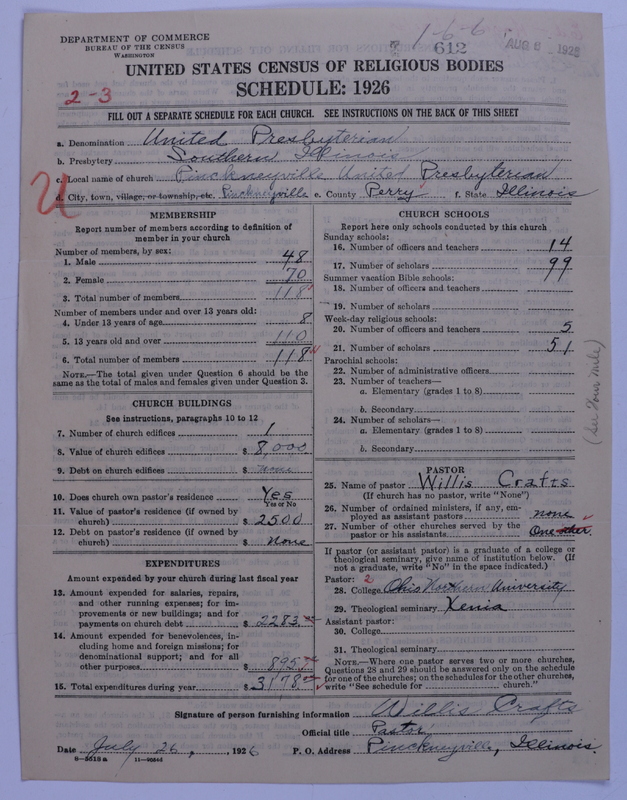 DEPARTMENT OF COMMERCE
BUREAU OF THE CENSUS
WASHINGTON
1-6-6
612
AUG 8 - 1928
UNITED STATES CENSUS OF RELIGIOUS BODIES
SCHEDULE: 1926
2-3
FILL OUT A SEPARATE SCHEDULE FOR EACH CHURCH. SEE INSTRUCTIONS ON THE BACK OF THIS SHEET
a. Denomination United Presbyterian
b. Presbytery Southern Illinois
c. Local name of church Pinckneyville United Presbyterian
d. City, town, village, or township, etc. Pinckneyville e. County Perry f. State Illinois
U
MEMBERSHIP
Report number of members according to definition of
member in your church
Number of members, by sex:
1. Male 48
2. Female 70
3. Total number of members 118
Number of members under and over 13 years old:
4. Under 13 years of age 8
5. 13 years old and over 110
6. Total number of members 118
NOTE.—The total given under Question 6 should be
same as the total of males and females given under Question 3.
CHURCH BUILDINGS
See instructions, paragraphs 10 to 12
7. Number of church edifices 1
8. Value of church edifices $ 8,000
9. Debt on church edifices $ None
10. Does church own pastor's residence Yes
Yes or No
11. Value of pastor's residence (if owned by
church) $ 2500
12. Debt on pastor's residence (if owned by
church) $ None
EXPENDITURES
Amount expended by your church during last fiscal year
13. Amount expended for salaries, repairs,
and other running expenses; for im-
provements or new buildings; and for
payments on church debt $ 2283.
14. Amount expended for benevolences, in-
cluding home and foreign missions; for
denominational support; and for all
other purposes $ 895
15. Total expenditures during year $ 3178
CHURCH SCHOOLS
Report here only schools conducted by this church
Sunday schools:
16. Number of officers and teachers 14
17. Number of scholars 99
Summer vacation Bible schools:
18. Number of officers and teachers
19. Number of scholars
Week-day religious schools:
20. Number of officers and teachers 5
21. Number of scholars 51
Parochial schools:
22. Number of administrative officers
23. Number of teachers—
a. Elementary (grades 1 to 8)
b. Secondary
24. Number of scholars—
a. Elementary (grades 1 to 8)
b. Secondary
(See Four Mile)
PASTOR
25. Name of pastor Willis Crafts
(If church has no pastor, write "None")
26. Number of ordained ministers, if any, em-
ployed as assistant pastors none
27. Number of other churches served by the
pastor or his assistants One other.
If pastor (or assistant pastor) is a graduate of a college or
theological seminary, give name of institution below. (If
not a graduate, write "No" in the space indicated.)
Pastor: 2
28. College Ohio Northern University
29. Theological seminary Xenia
Assistant pastor:
30. College
31. Theological seminary
NOTE.—Where one pastor serves two or more churches,
Questions 28 and 29 should be answered only on the schedule
for one of the churches; on the schedules for the other churches,
write "See schedule for church."
Signature of person furnishing information Willis Crafts
Official title Pastor
Date July 26, , 1926 P. O. Address Pinckneyville, Illinois.
8-5518a 11-90844